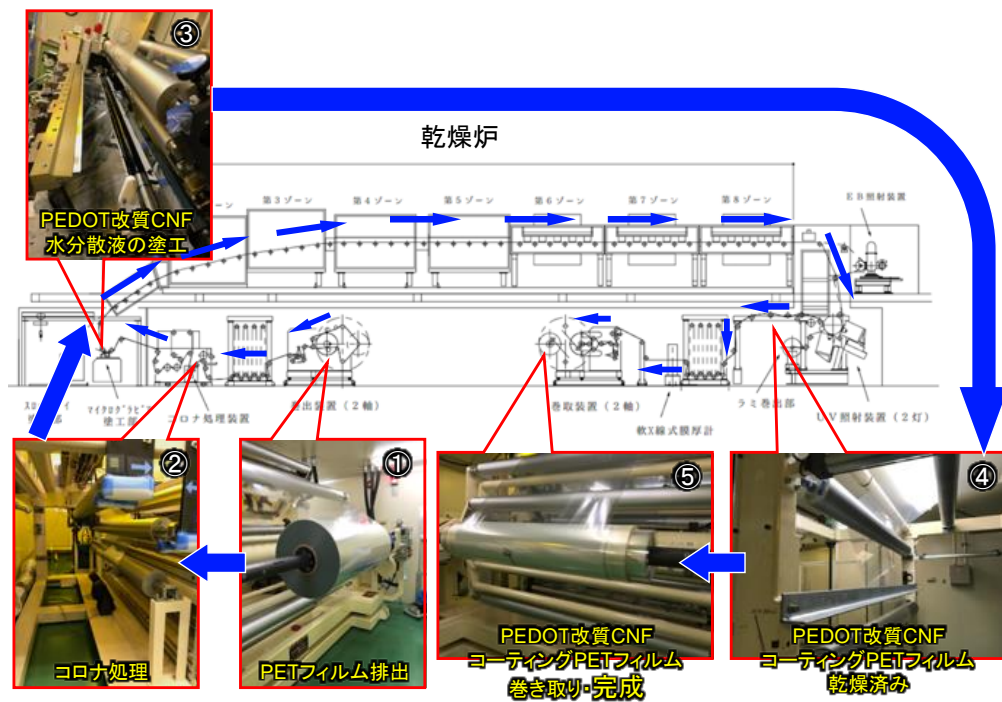 ③
PEDOT改質CNF
水分散液の塗工
乾燥炉
ーン
第3ゾーン
第4ゾーン
第5ゾーン
第6ゾーン
第7ゾーン
第8ゾーン
EB照射装置
マイクログラビア
塗工部
コロナ処理装置
巻出装置(2軸)
巻取装置(2軸)
軟X線式膜厚計
ラミ巻出部
UV照射装置(2灯)
②
コロナ処理
①
PETフィルム排出
⑤
PEDOT改質CNF
コーティングPETフィルム
巻き取り・完成
④
PEDOT改質CNF
コーティングPETフィルム
乾燥済み